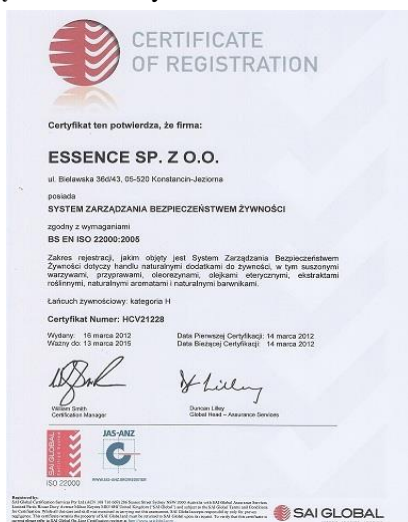 CERTIFICATE
OF REGISTRATION
Certyfikat ten potwierdza, że firma:
ESSENCE SP. Z O.O.
ul. Bielawska 36d/43, 05-520 Konstancin-Jeziorna
posiada
SYSTEM ZARZĄDZANIA BEZPIECZEŃSTWEM ŻYWNOŚCI
zgodny z wymaganiami
BS EN ISO 22000:2005
Zakres rejestracji, jakim objęty jest System Zarządzania Bezpieczeństwem
Żywności dotyczy handlu naturalnymi dodatkami do żywności, w tym suszonymi
warzywami, przyprawami, oleorezynami, olejkami eterycznymi, ekstraktami
roślinnymi, naturalnymi aromatami i naturalnymi barwnikami.
Łańcuch żywnościowy: kategoria H
Certyfikat Numer: HCV21228
Wydany: 16 marca 2012
Data Pierwszej Certyfikacji: 14 marca 2012
Ważny do: 13 marca 2015
Data Bieżącej Certyfikacji: 14 marca 2012
William Smith
Certification Manager
Duncan Lilley
Global Head – Assurance Services
SAI GLOBAL
ISO 22000
JAS-ANZ
SAI GLOBAL